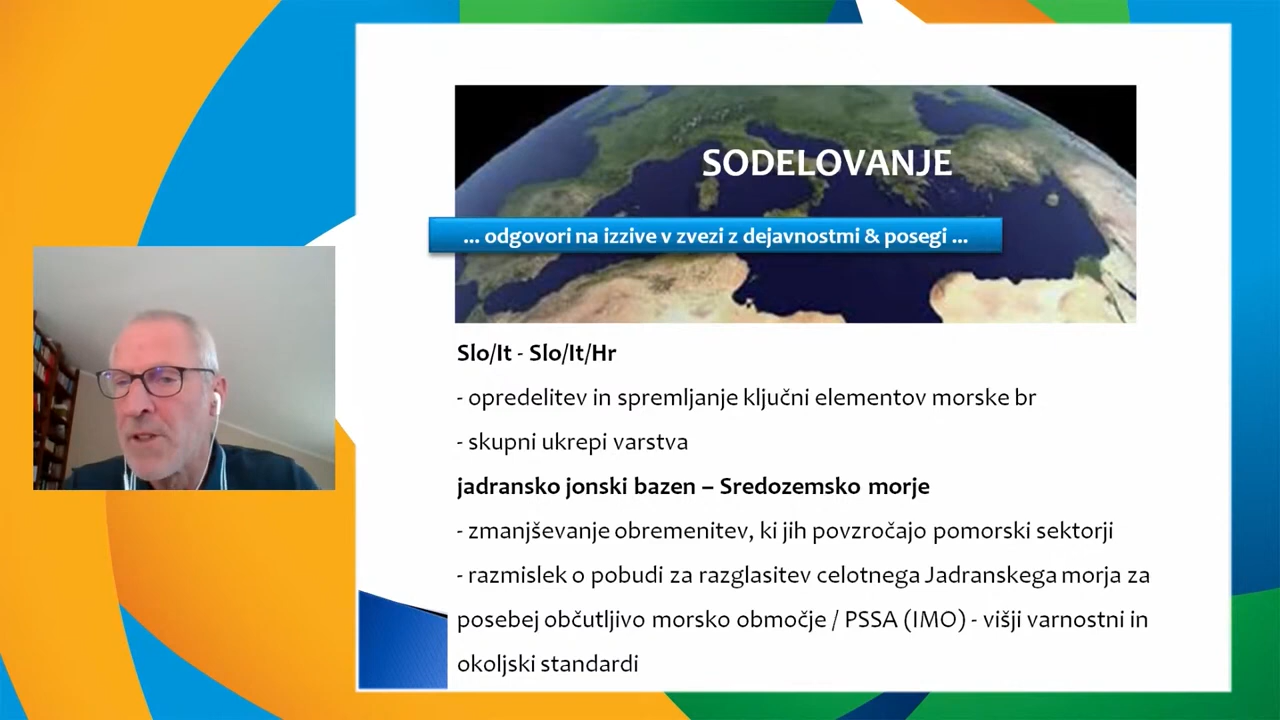 SODELOVANJE
... odgovori na izzive v zvezi z dejavnostmi & posegi ...
Slo/It - Slo/It/Hr
- opredelitev in spremljanje ključni elementov morske br
- skupni ukrepi varstva
jadransko jonski bazen – Sredozemsko morje
- zmanjševanje obremenitev, ki jih povzročajo pomorski sektorji
- razmislek o pobudi za razglasitev celotnega Jadranskega morja za
posebej občutljivo morsko območje / PSSA (IMO) - višji varnostni in
okoljski standardi